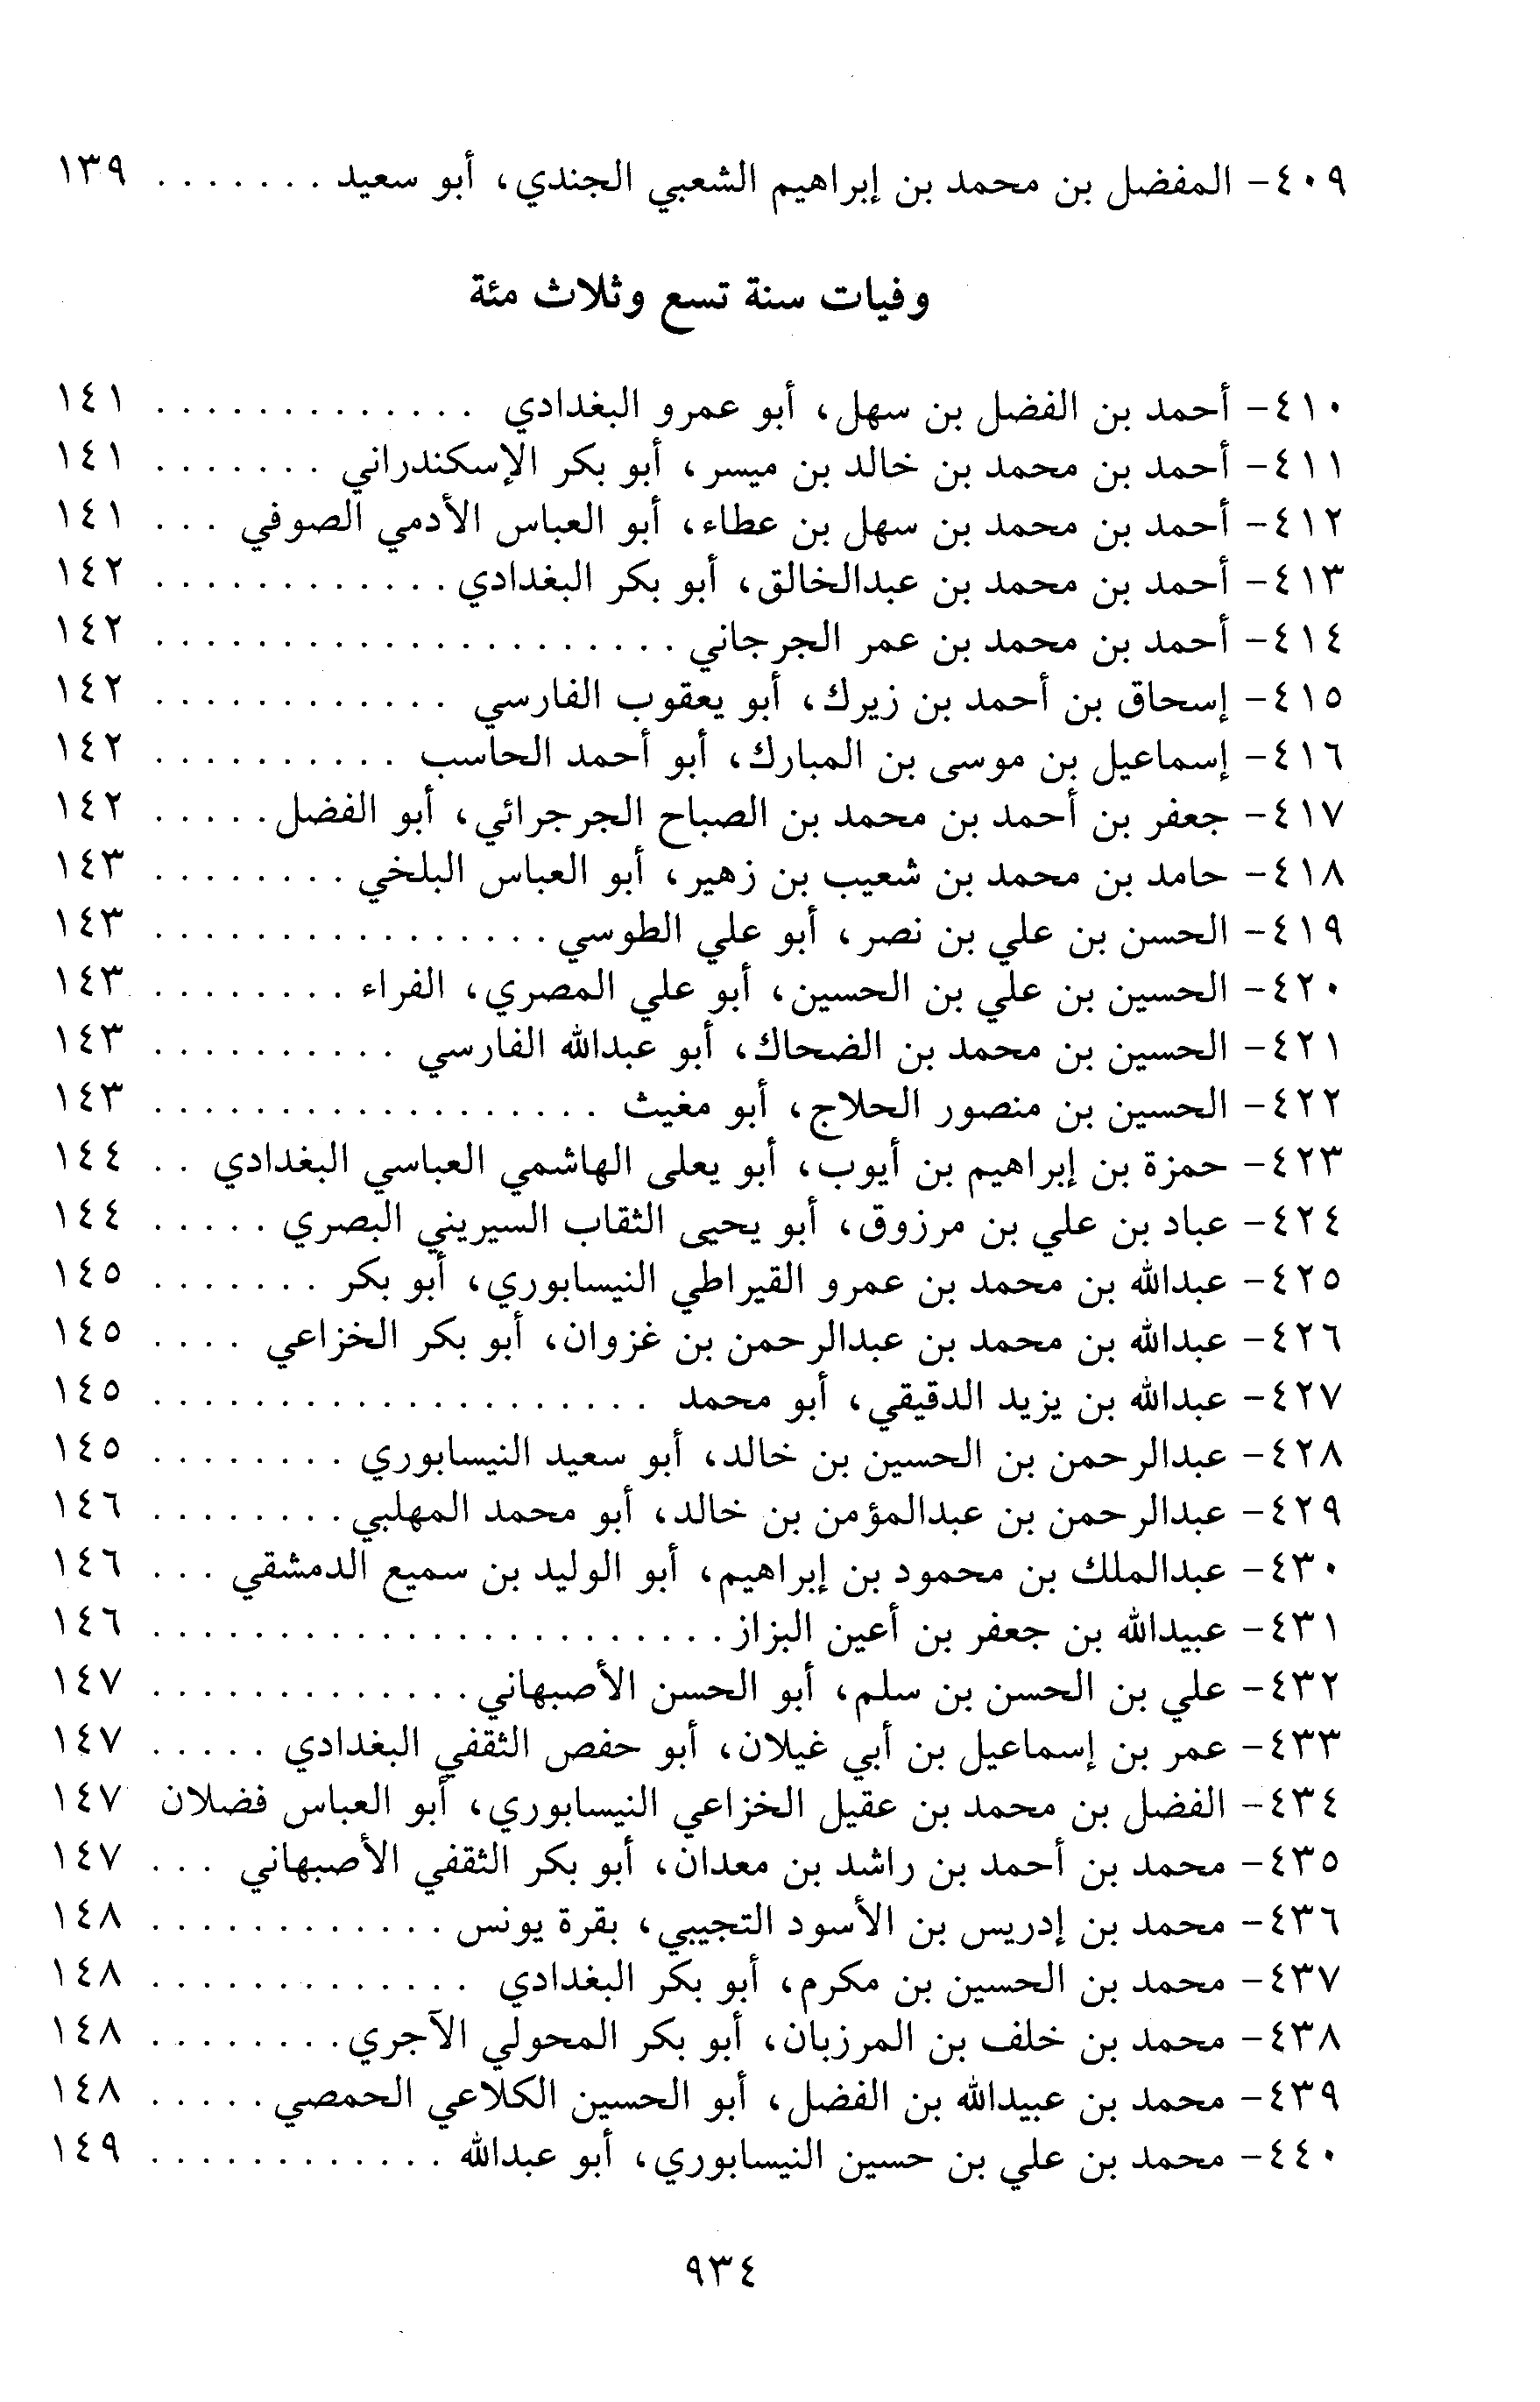 ٤٠٩- المفضل بن محمد بن إبراهيم الشعبي الجندي، أبو سعيد . . . . . . . ١٣٩
وفيات سنة تسع وثلاث مئة
٤١٠- أحمد بن الفضل بن سهل، أبو عمرو البغدادي . . . . . . . . . . . . . ١٤١
٤١١- أحمد بن محمد بن خالد بن ميسر، أبو بكر الإسكندراني . . . . . . . ١٤١
٤١٢- أحمد بن محمد بن سهل بن عطاء، أبو العباس الأدمي الصوفي . . . ١٤١
٤١٣- أحمد بن محمد بن عبدالخالق، أبو بكر البغدادي . . . . . . . . . . . . ١٤٢
٤١٤- أحمد بن محمد بن عمر الجرجاني . . . . . . . . . . . . . . . . . . . . . ١٤٢
٤١٥- إسحاق بن أحمد بن زيرك، أبو يعقوب الفارسي . . . . . . . . . . . . ١٤٢
٤١٦- إسماعيل بن موسى بن المبارك، أبو أحمد الحاسب . . . . . . . . . . ١٤٢
٤١٧- جعفر بن أحمد بن محمد بن الصباح الجرجرائي، أبو الفضل . . . . . ١٤٢
٤١٨- حامد بن محمد بن شعيب بن زهير، أبو العباس البلخي . . . . . . . . ١٤٣
٤١٩- الحسن بن علي بن نصر، أبو علي الطوسي . . . . . . . . . . . . . . . . ١٤٣
٤٢٠- الحسين بن علي بن الحسين، أبو علي المصري، الفراء . . . . . . . . ١٤٣
٤٢١- الحسين بن محمد بن الضحاك، أبو عبدالله الفارسي . . . . . . . . . . ١٤٣
٤٢٢- الحسين بن منصور الحلاج، أبو مغيث . . . . . . . . . . . . . . . . . . ١٤٣
٤٢٣- حمزة بن إبراهيم بن أيوب، أبو يعلى الهاشمي العباسي البغدادي . . ١٤٤
٤٢٤- عباد بن علي بن مرزوق، أبو يحيى الثقاب السيريني البصري . . . . . ١٤٤
٤٢٥- عبدالله بن محمد بن عمرو القيراطي النيسابوري، أبو بكر . . . . . . . ١٤٥
٤٢٦- عبدالله بن محمد بن عبدالرحمن بن غزوان، أبو بكر الخزاعي . . . . ١٤٥
٤٢٧- عبدالله بن يزيد الدقيقي، أبو محمد . . . . . . . . . . . . . . . . . . . . ١٤٥
٤٢٨- عبدالرحمن بن الحسين بن خالد، أبو سعيد النيسابوري . . . . . . . . ١٤٥
٤٢٩- عبدالرحمن بن عبدالمؤمن بن خالد، أبو محمد المهلبي . . . . . . . . ١٤٦
٤٣٠- عبدالملك بن محمود بن إبراهيم، أبو الوليد بن سميع الدمشقي . . . ١٤٦
٤٣١- عبيدالله بن جعفر بن أعين البزاز . . . . . . . . . . . . . . . . . . . . . . . ١٤٦
٤٣٢- علي بن الحسن بن سلم، أبو الحسن الأصبهاني . . . . . . . . . . . . . ١٤٧
٤٣٣- عمر بن إسماعيل بن أبي غيلان، أبو حفص الثقفي البغدادي . . . . . ١٤٧
٤٣٤- الفضل بن محمد بن عقيل الخزاعي النيسابوري، أبو العباس فضلان ١٤٧
٤٣٥- محمد بن أحمد بن راشد بن معدان، أبو بكر الثقفي الأصبهاني . . . ١٤٧
٤٣٦- محمد بن إدريس بن الأسود التجيبي، بقرة يونس . . . . . . . . . . . . ١٤٨
٤٣٧- محمد بن الحسين بن مكرم، أبو بكر البغدادي . . . . . . . . . . . . . ١٤٨
٤٣٨- محمد بن خلف بن المرزبان، أبو بكر المحولي الآجري . . . . . . . . ١٤٨
٤٣٩- محمد بن عبيدالله بن الفضل، أبو الحسين الكلاعي الحمصي . . . . . ١٤٨
٤٤٠- محمد بن علي بن حسين النيسابوري، أبو عبدالله . . . . . . . . . . . . ١٤٩
٩٣٤